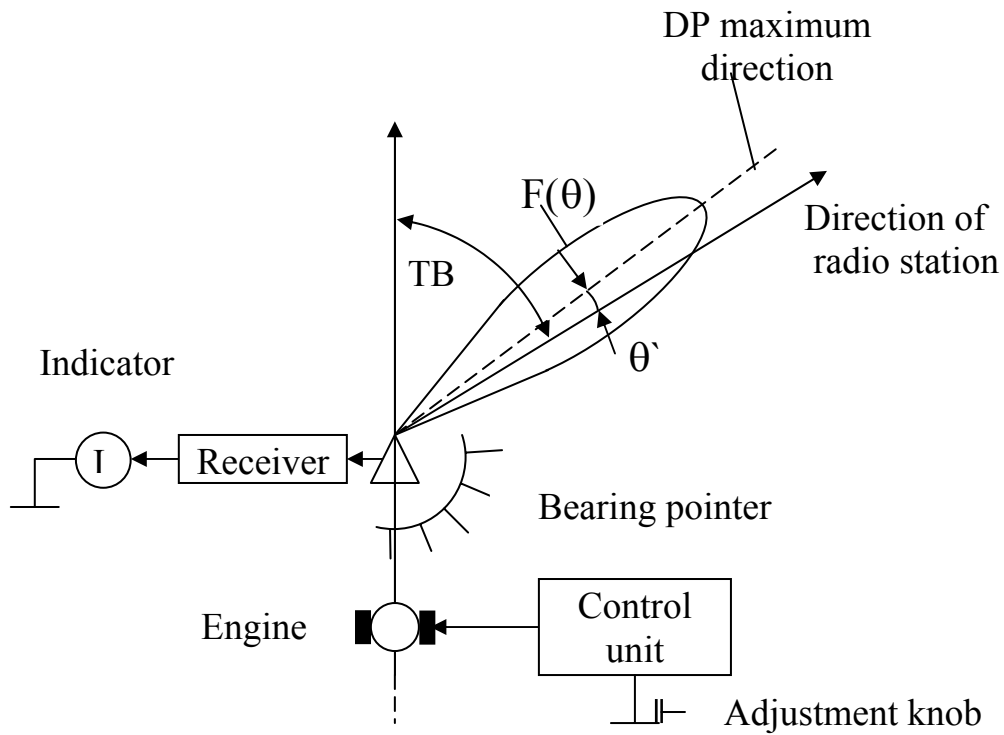 DP maximum
direction
F(θ)
Direction of
radio station
TB
θ`
Indicator
I
Receiver
Bearing pointer
Engine
Control
unit
Adjustment knob